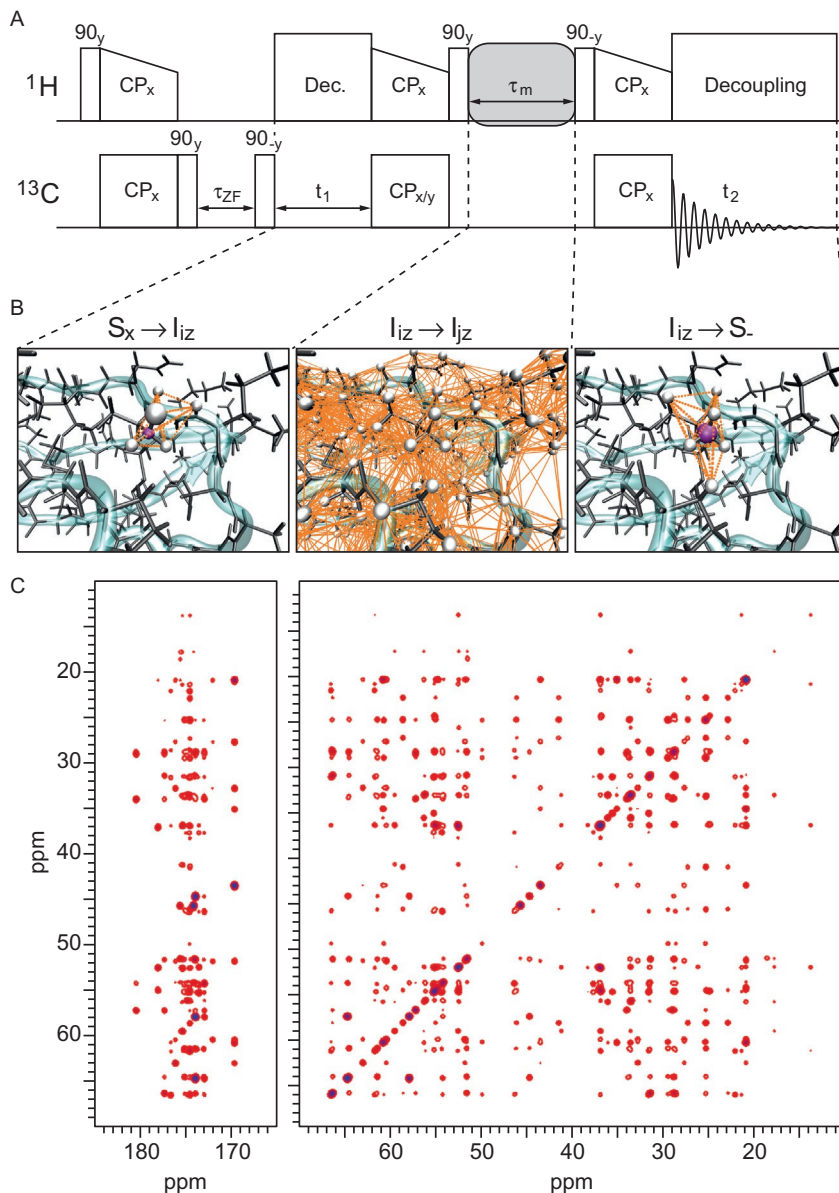 A
90y 90y 90-y
¹H CPx Dec. CPx τm CPx Decoupling
90y 90-y
¹³C CPx τZF t₁ CPx/y CPx t₂
B
Sx → Iiz Iiz → Ijz Iiz → S-
C
20
30
40
50
60
ppm
180 170 60 50 40 30 20
ppm ppm